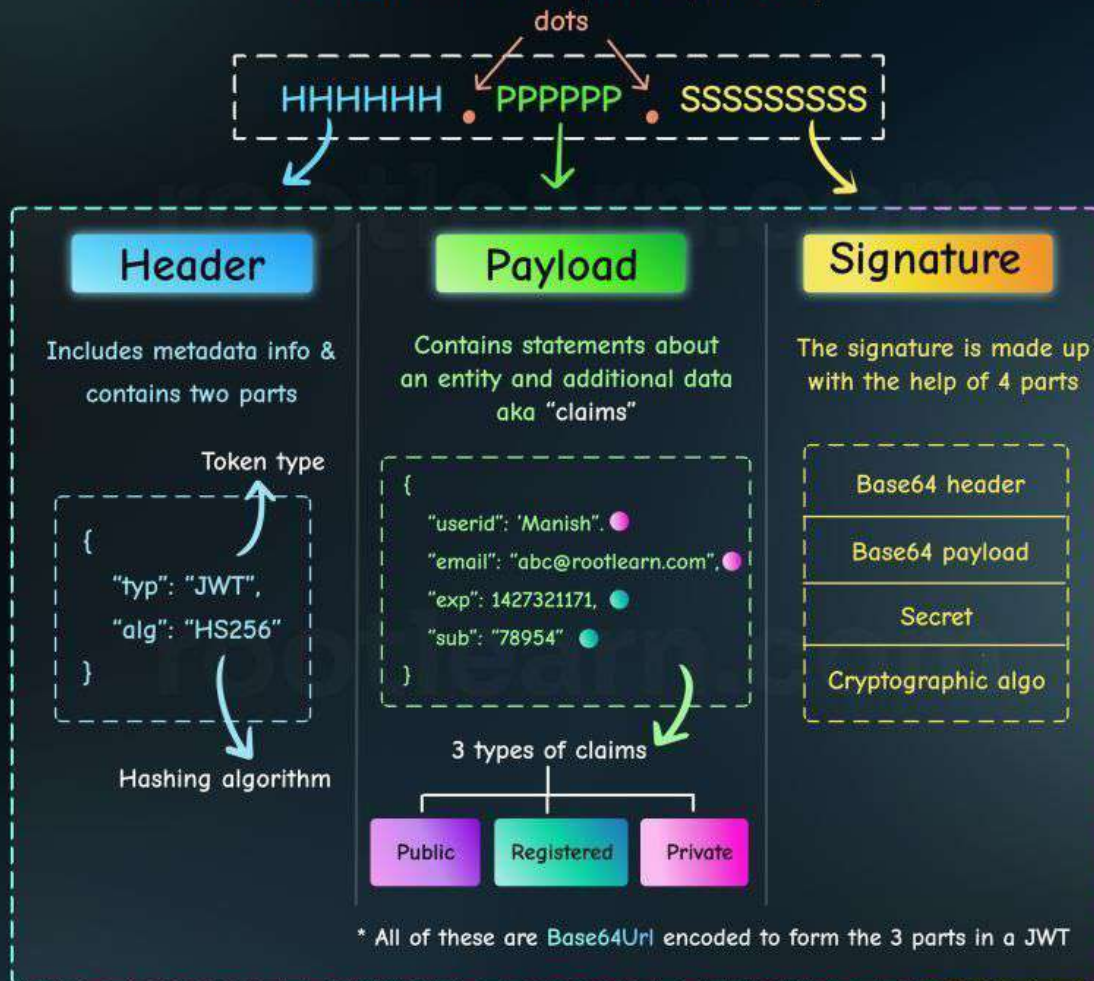 dots
HHHHHH . PPPPPP . SSSSSSSSS
Header
Includes metadata info &
contains two parts
Token type
{
"typ": "JWT",
"alg": "HS256"
}
Hashing algorithm
Payload
Contains statements about
an entity and additional data
aka "claims"
{
"userid": 'Manish".
"email": "abc@rootlearn.com",
"exp": 1427321171,
"sub": "78954"
}
3 types of claims
Public
Registered
Private
Signature
The signature is made up
with the help of 4 parts
Base64 header
Base64 payload
Secret
Cryptographic algo
* All of these are Base64Url encoded to form the 3 parts in a JWT
rootlearn.com
rootlearn.com